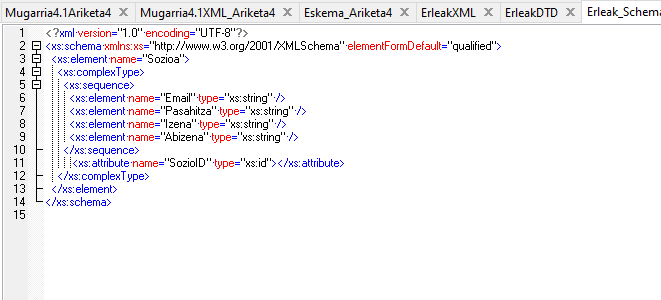 Mugarria4.1Ariketa4 Mugarria4.1XML_Ariketa4 Eskema_Ariketa4 ErleakXML ErleakDTD Erleak_Schema
1 <?xml version="1.0" encoding="UTF-8"?>
2 <xs:schema xmlns:xs="http://www.w3.org/2001/XMLSchema" elementFormDefault="qualified">
3 <xs:element name="Sozioa">
4 <xs:complexType>
5 <xs:sequence>
6 <xs:element name="Email" type="xs:string" />
7 <xs:element name="Pasahitza" type="xs:string" />
8 <xs:element name="Izena" type="xs:string" />
9 <xs:element name="Abizena" type="xs:string" />
10 </xs:sequence>
11 <xs:attribute name="SozioID" type="xs:id"></xs:attribute>
12 </xs:complexType>
13 </xs:element>
14 </xs:schema>
15